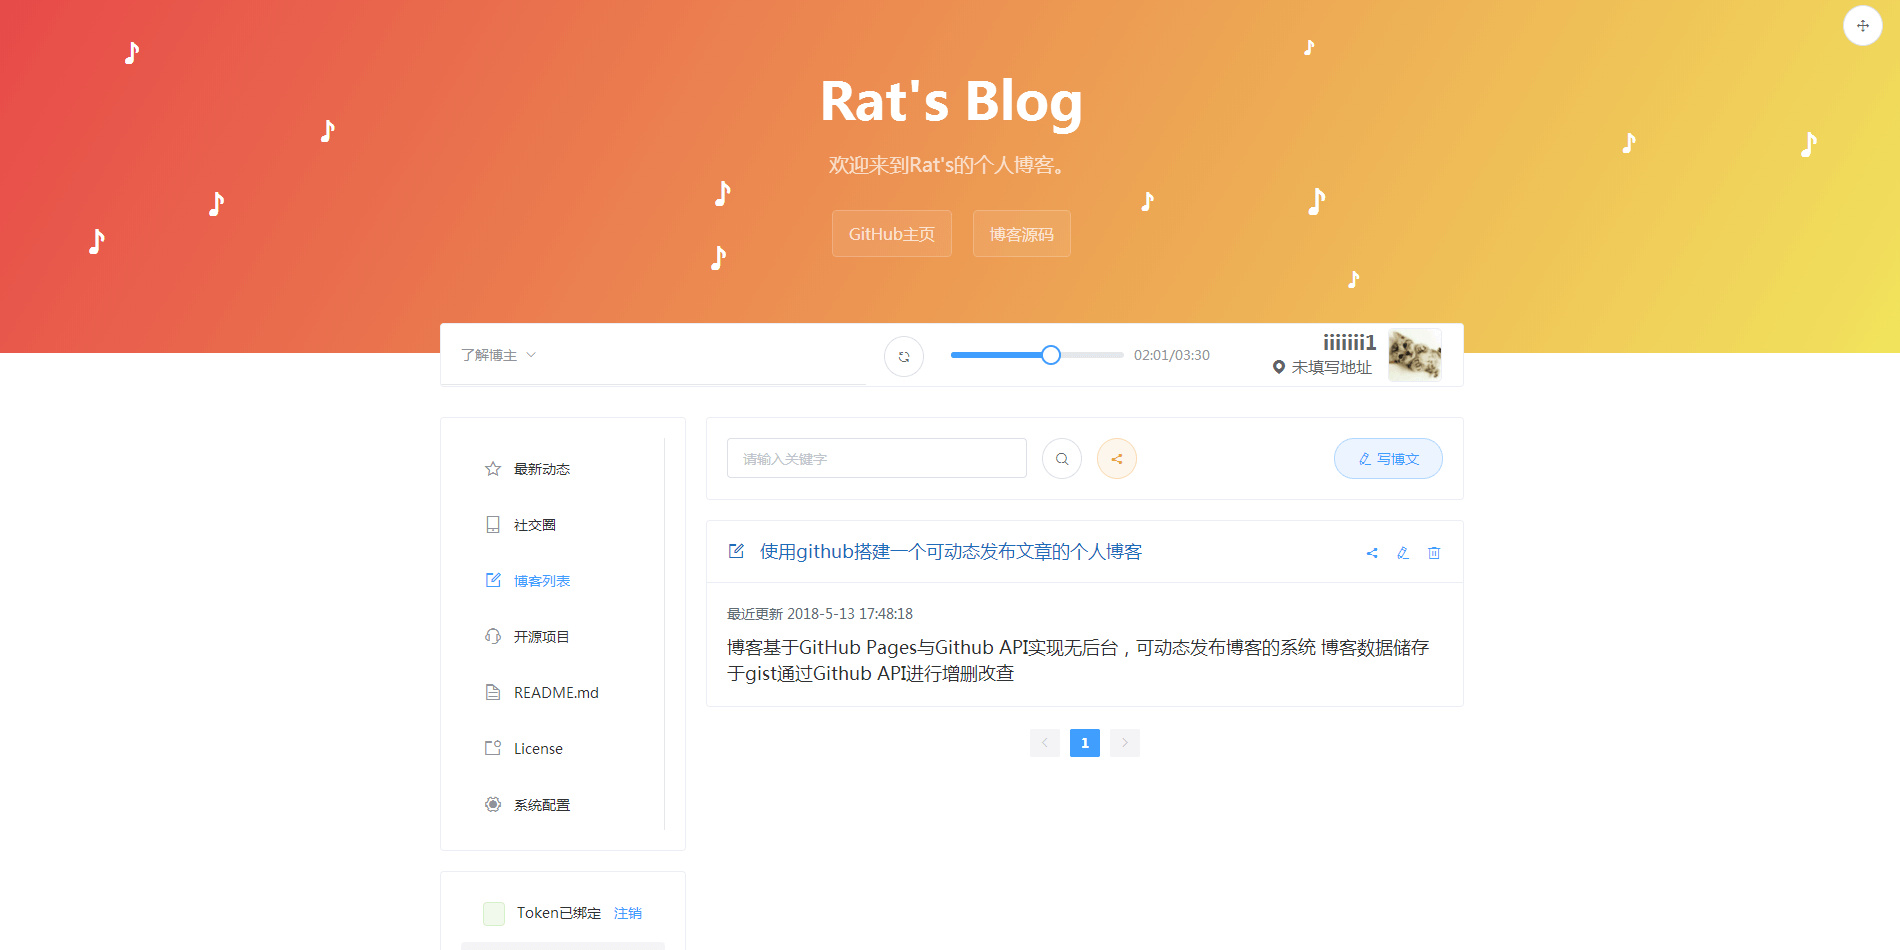 Rat's Blog
欢迎来到Rat's的个人博客。
GitHub主页
博客源码
了解博主
02:01/03:30
iiiiiii1
未填写地址
最新动态
社交圈
博客列表
开源项目
README.md
License
系统配置
Token已绑定 注销
请输入关键字
写博文
使用github搭建一个可动态发布文章的个人博客
最近更新 2018-5-13 17:48:18
博客基于GitHub Pages与Github API实现无后台，可动态发布博客的系统 博客数据储存
于gist通过Github API进行增删改查
1